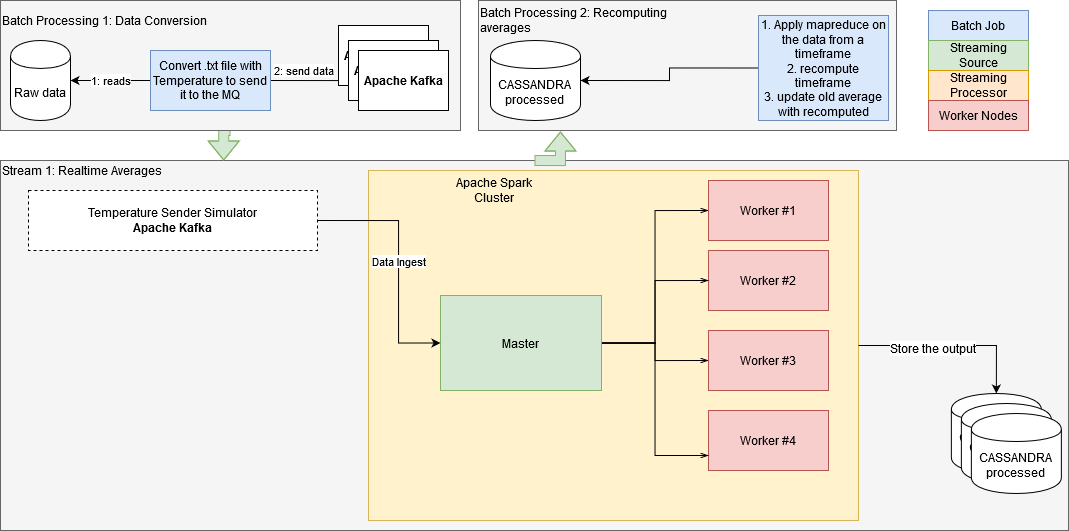 Batch Processing 1: Data Conversion
Raw data
1: reads
Convert .txt file with
Temperature to send
it to the MQ
2: send data
A
A
Apache Kafka
Batch Processing 2: Recomputing
averages
CASSANDRA
processed
1. Apply mapreduce on
the data from a
timeframe
2. recompute
timeframe
3. update old average
with recomputed
Batch Job
Streaming
Source
Streaming
Processor
Worker Nodes
Stream 1: Realtime Averages
Temperature Sender Simulator
Apache Kafka
Data Ingest
Apache Spark
Cluster
Master
Worker #1
Worker #2
Worker #3
Worker #4
Store the output
CASSANDRA
processed